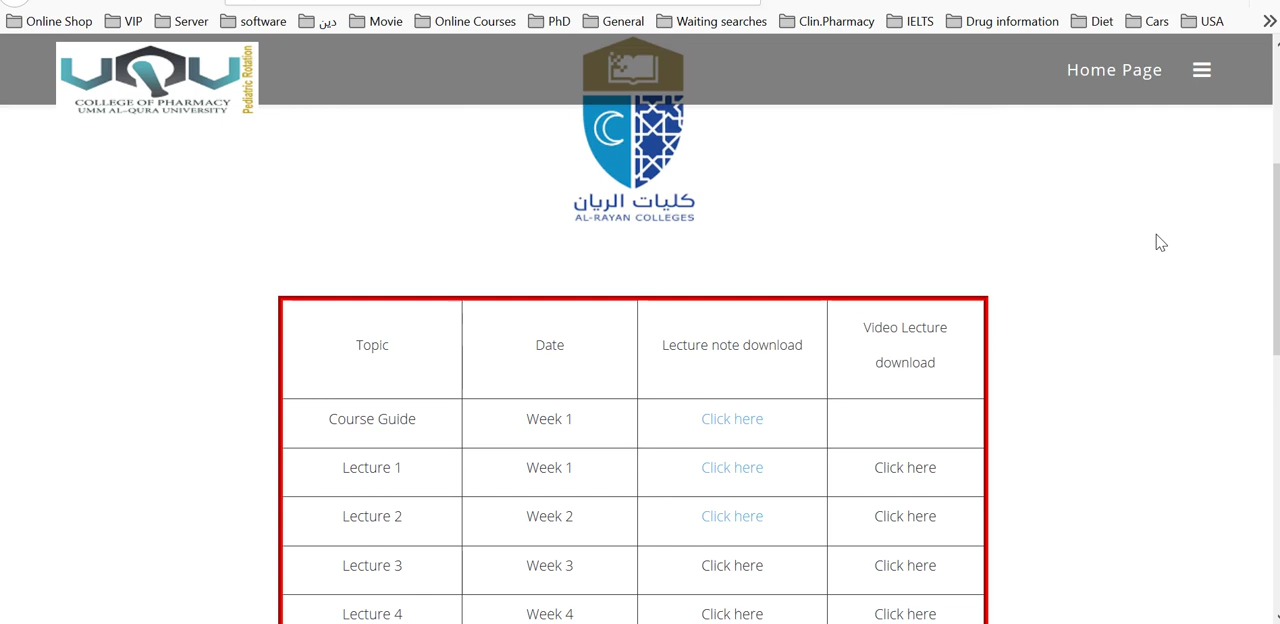 Online Shop VIP Server software دين Movie Online Courses PhD General Waiting searches Clin.Pharmacy IELTS Drug information Diet Cars USA
UQU
COLLEGE OF PHARMACY
UMM AL-QURA UNIVERSITY
Pediatric Rotation
Home Page
كليات الريان
AL-RAYAN COLLEGES
Topic Date Lecture note download Video Lecture
download
Course Guide Week 1 Click here
Lecture 1 Week 1 Click here Click here
Lecture 2 Week 2 Click here Click here
Lecture 3 Week 3 Click here Click here
Lecture 4 Week 4 Click here Click here